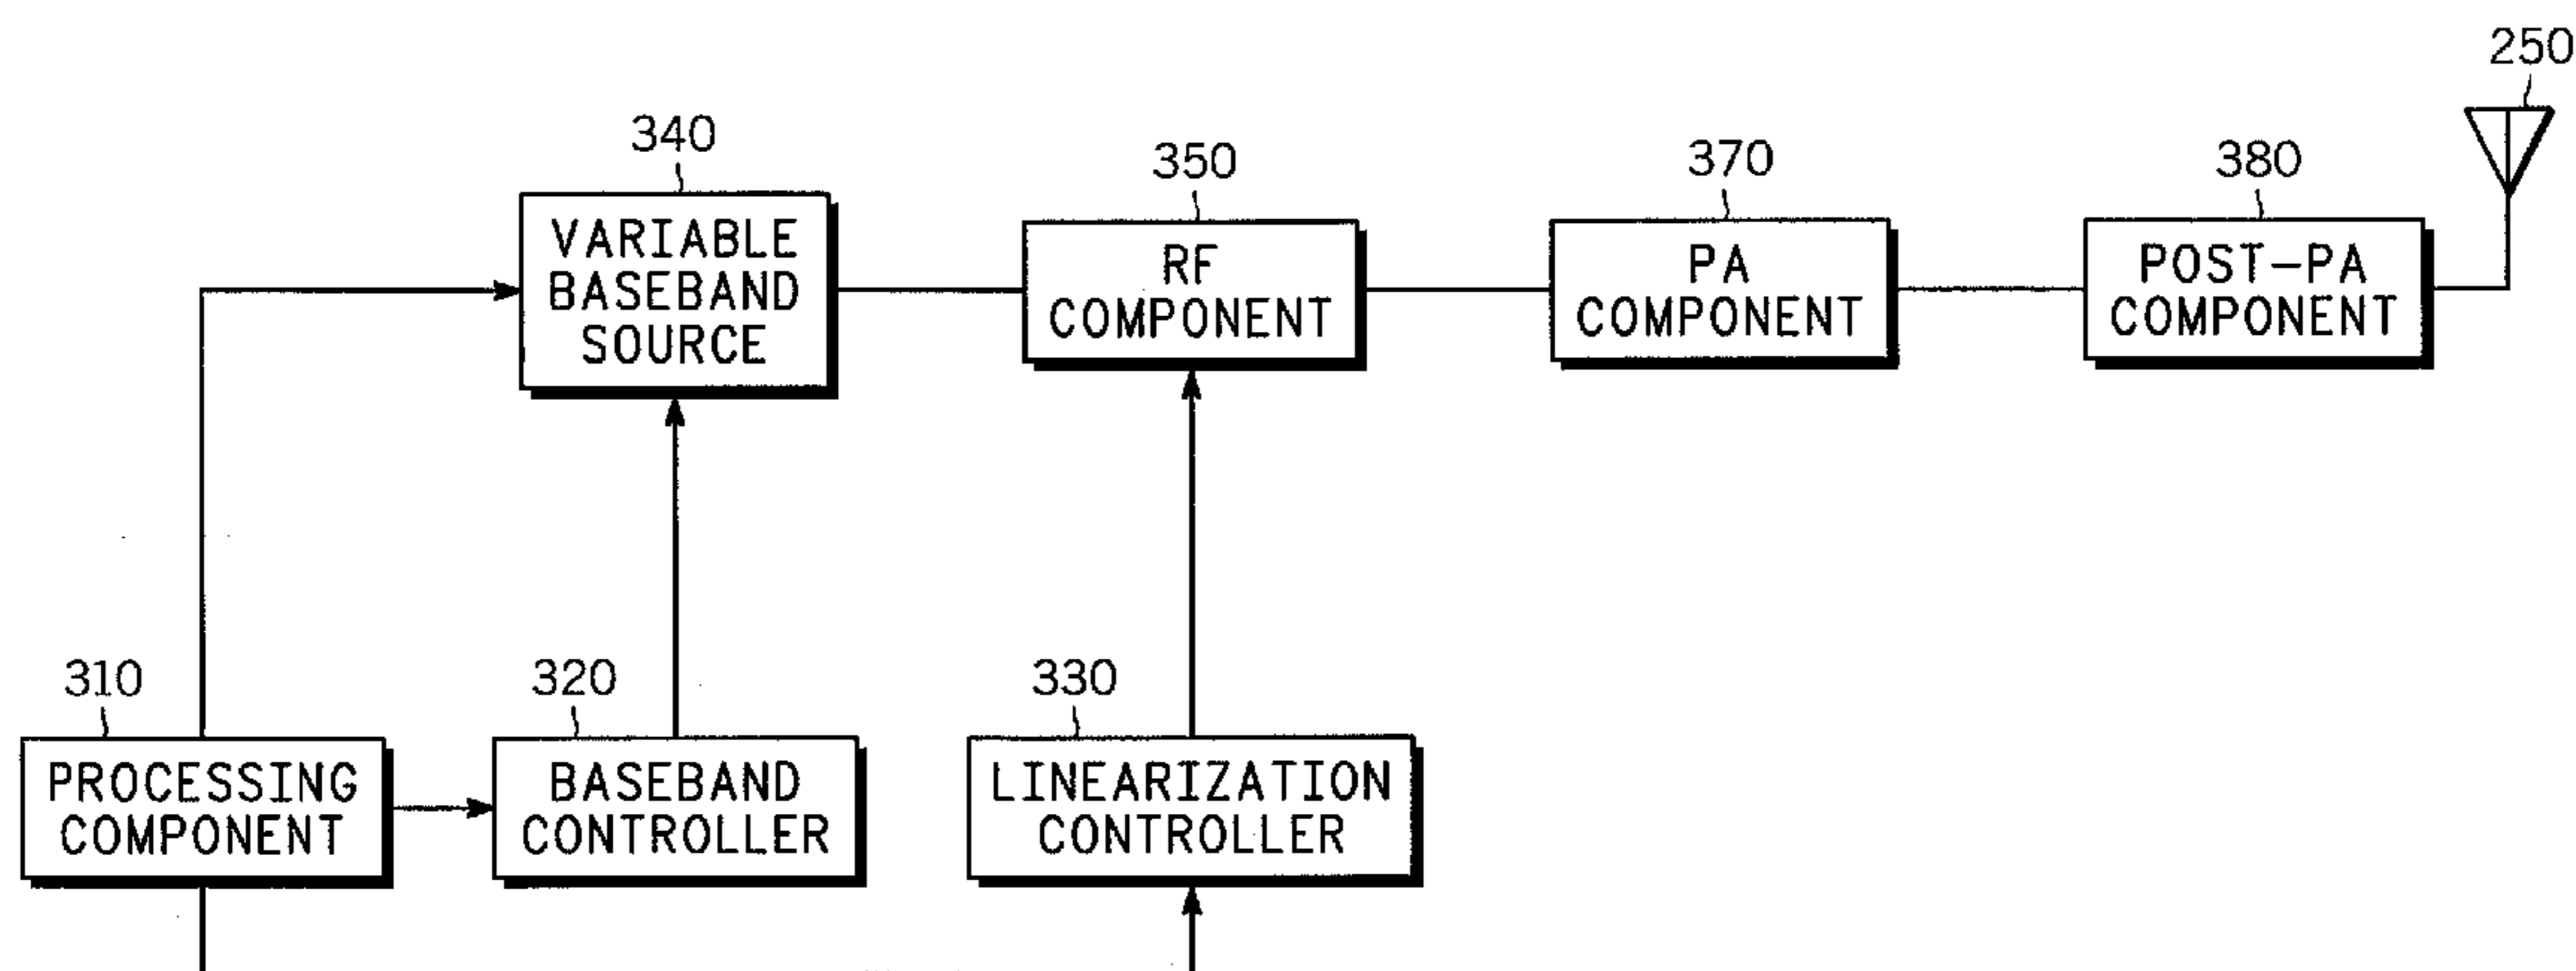 250
340
350
370
380
VARIABLE
BASEBAND
SOURCE
RF
COMPONENT
PA
COMPONENT
POST-PA
COMPONENT
310
320
330
PROCESSING
COMPONENT
BASEBAND
CONTROLLER
LINEARIZATION
CONTROLLER